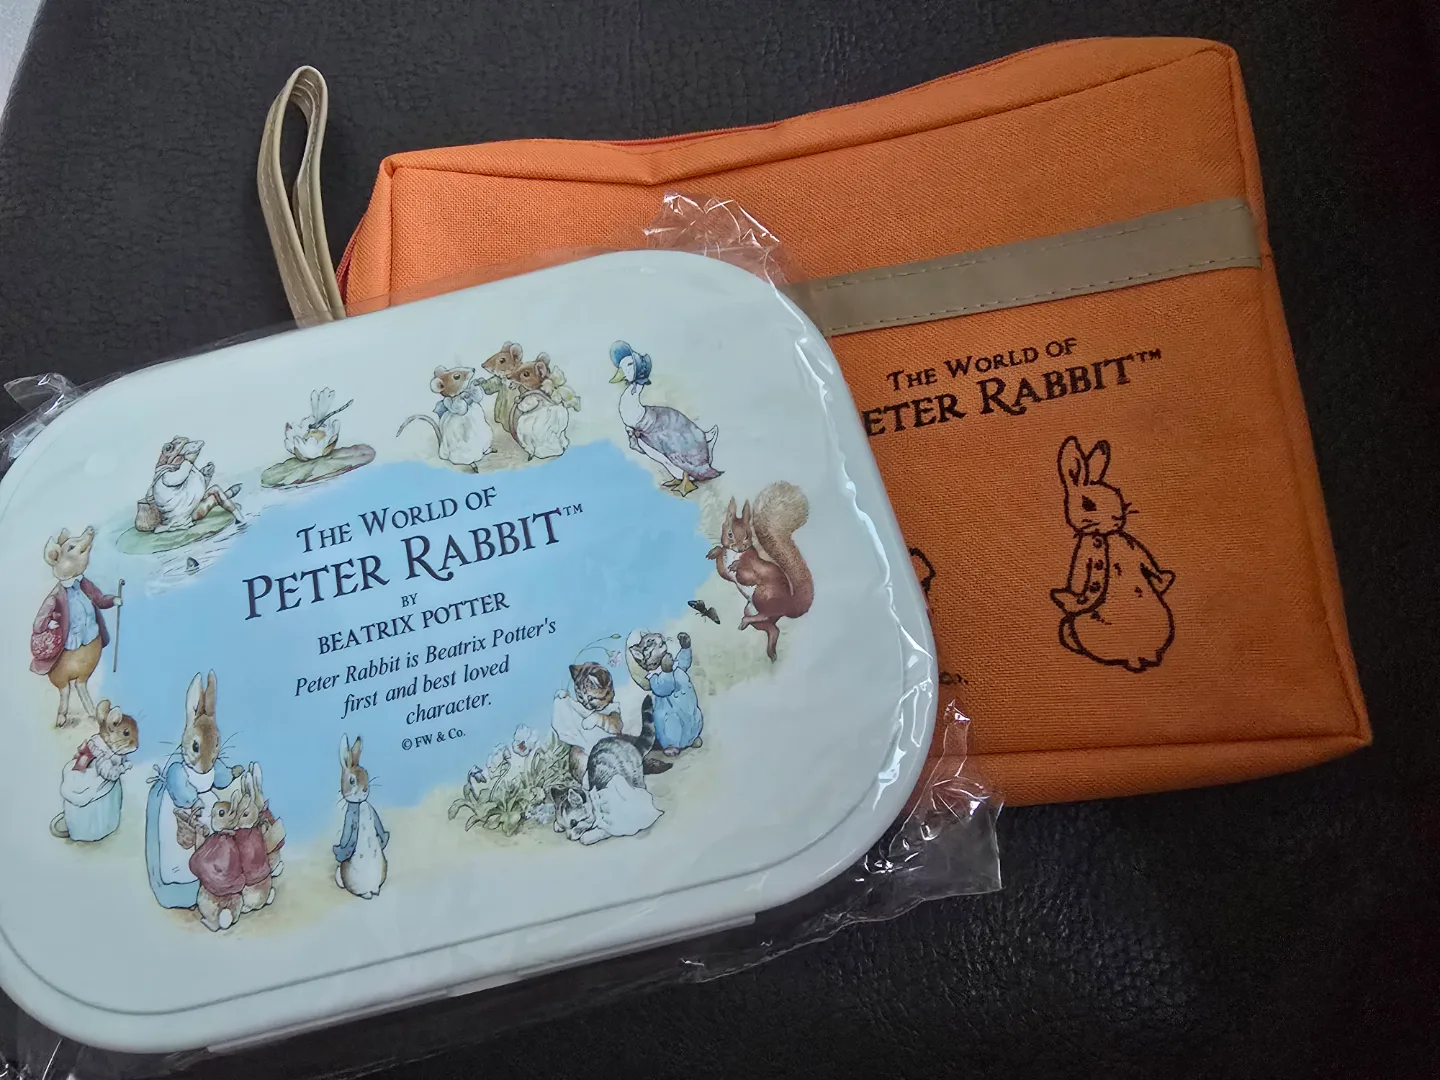 THE WORLD OF
PETER RABBIT™
BY
BEATRIX POTTER
Peter Rabbit is Beatrix Potter's
first and best loved
character.
© FW & Co.
THE WORLD OF
ETER RABBIT™
Co.